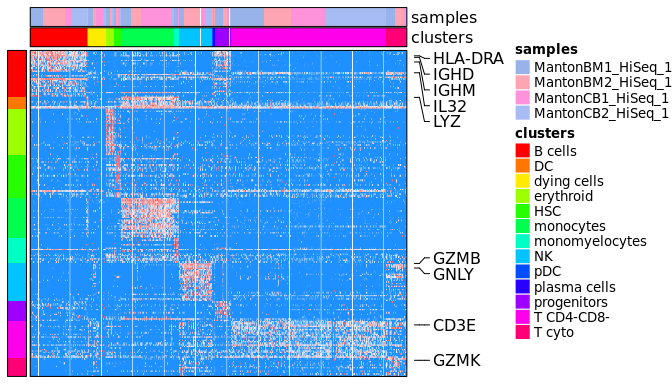 samples
clusters
HLA-DRA
IGHD
IGHM
IL32
LYZ
GZMB
GNLY
CD3E
GZMK
samples
MantonBM1_HiSeq_1
MantonBM2_HiSeq_1
MantonCB1_HiSeq_1
MantonCB2_HiSeq_1
clusters
B cells
DC
dying cells
erythroid
HSC
monocytes
monomyelocytes
NK
pDC
plasma cells
progenitors
T CD4-CD8-
T cyto